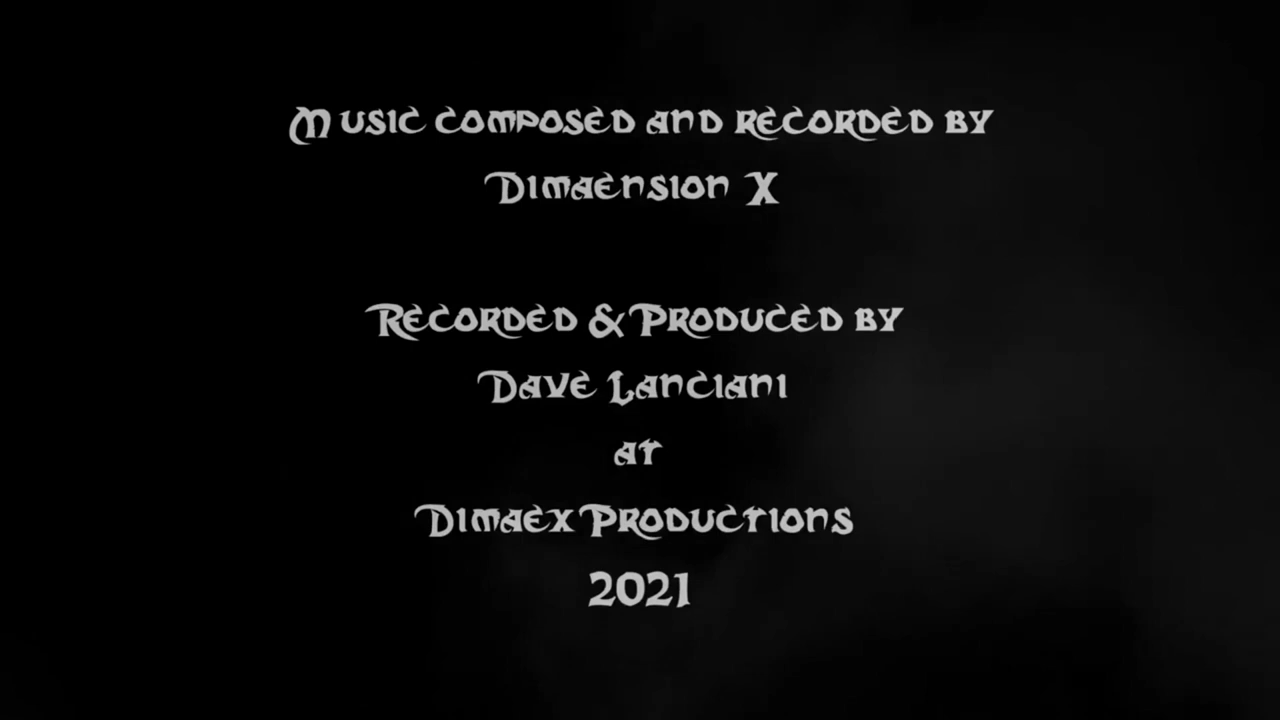 Music composed and recorded by
Dimaension X
Recorded & Produced by
Dave Lanciani
at
Dimaex Productions
2021